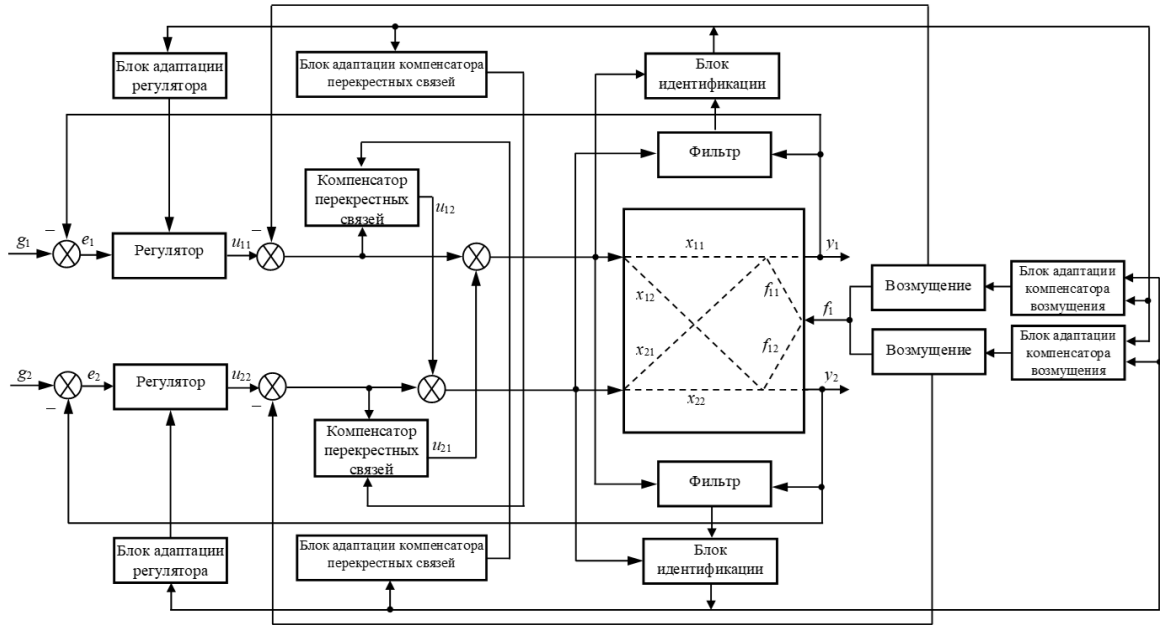 Блок адаптации
регулятора
Блок адаптации компенсатора
перекрестных связей
Блок
идентификации
Фильтр
Компенсатор
перекрестных
связей
u12
–
g1
e1
Регулятор
u11
–
x11
y1
x12
f11
f1
x21
f12
x22
Возмущение
Блок адаптации
компенсатора
возмущения
Возмущение
Блок адаптации
компенсатора
возмущения
g2
e2
–
Регулятор
u22
–
y2
Компенсатор
перекрестных
связей
u21
Фильтр
Блок адаптации
регулятора
Блок адаптации компенсатора
перекрестных связей
Блок
идентификации